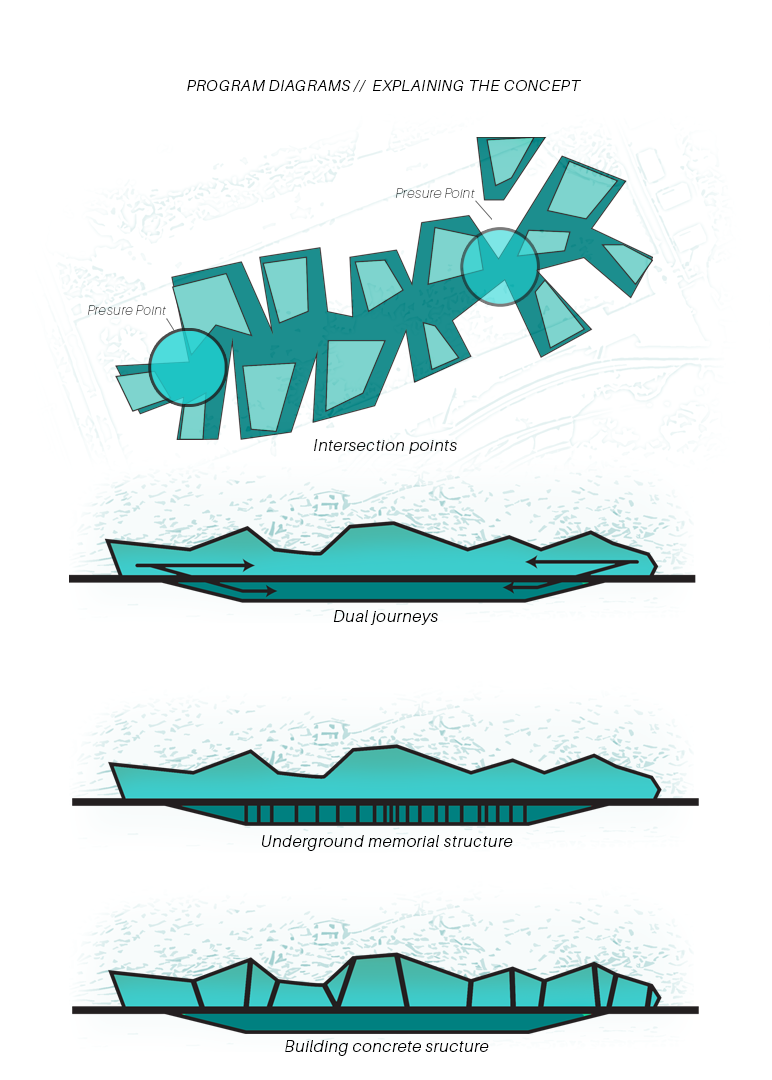 PROGRAM DIAGRAMS // EXPLAINING THE CONCEPT
Presure Point
Presure Point
Intersection points
Dual journeys
Underground memorial structure
Building concrete sructure